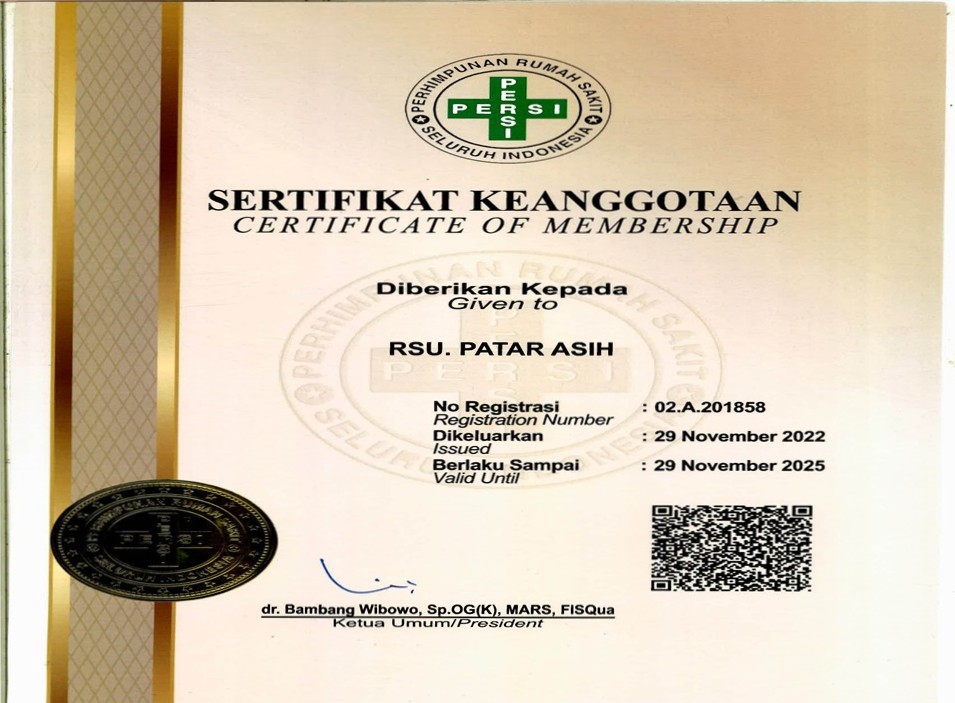 PERHIMPUNAN RUMAH SAKIT
PERSI
PERSI
SELURUH INDONESIA
SERTIFIKAT KEANGGOTAAN
CERTIFICATE OF MEMBERSHIP
Diberikan Kepada
Given to
RSU. PATAR ASIH
No Registrasi : 02.A.201858
Registration Number
Dikeluarkan : 29 November 2022
Issued
Berlaku Sampai : 29 November 2025
Valid Until
dr. Bambang Wibowo, Sp.OG(K), MARS, FISQua
Ketua Umum/President